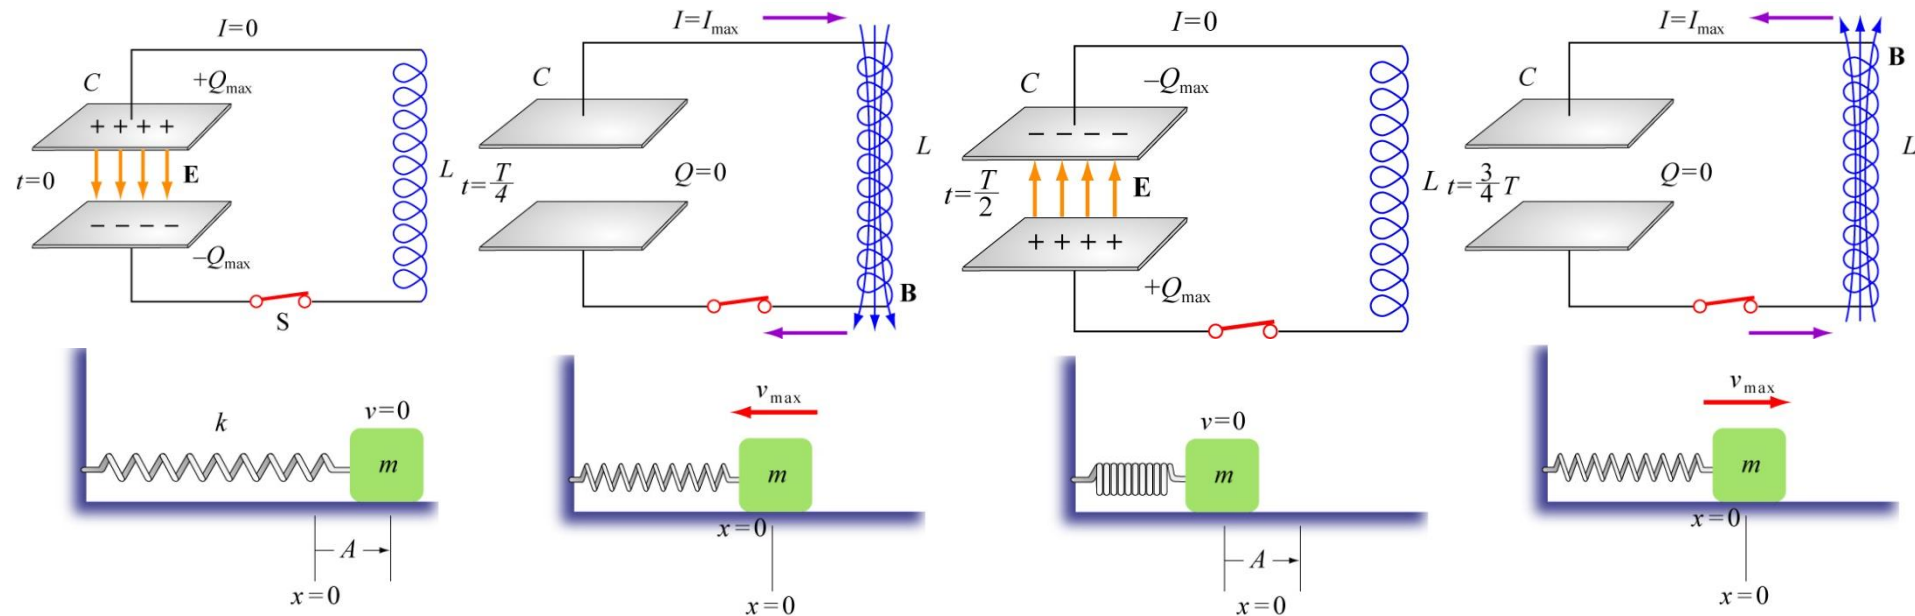 I=0
C
+Q_max
+ + + +
t=0
E
L
− − − −
−Q_max
S
k
v=0
m
A
x=0
I=I_max
C
L
t=T/4
Q=0
B
v_max
m
x=0
x=0
I=0
C
−Q_max
− − − −
t=T/2
E
L
+ + + +
+Q_max
v=0
m
A
x=0
I=I_max
B
C
L
t=3/4 T
Q=0
v_max
m
x=0
x=0